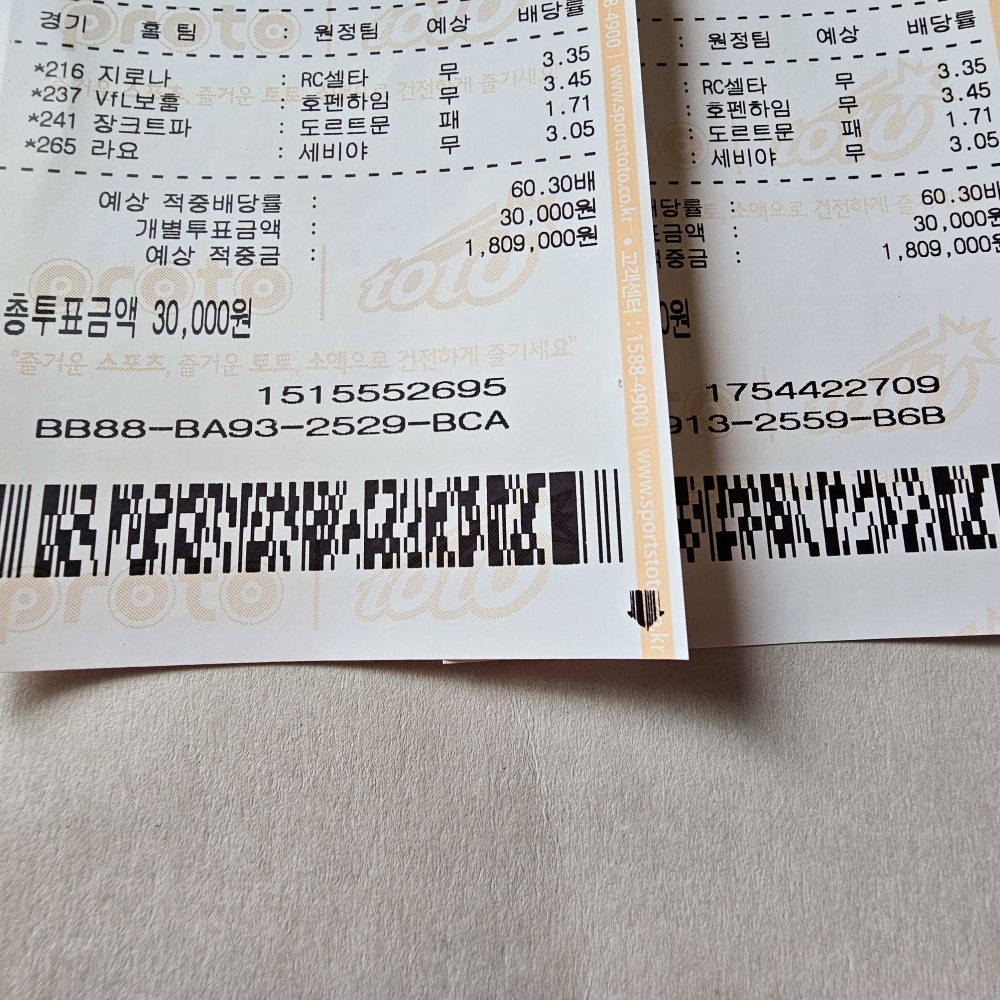 경기 홈 팀 : 원정팀 예상 배당률
*216 지로나 : RC셀타 무 3.35
*237 VfL보훔 : 호펜하임 무 3.45
*241 장크트파 : 도르트문 패 1.71
*265 라요 : 세비야 무 3.05
예상 적중배당률 : 60.30배
개별투표금액 : 30,000원
예상 적중금 : 1,809,000원
총투표금액 30,000원
"즐거운 스포츠, 즐거운 토토, 소액으로 건전하게 즐기세요"
1515552695
BB88-BA93-2529-BCA
proto toto
8-4900 | www.sportstoto.co.kr • 고객센터 : 1588-4900 | www.sportstoto
: 원정팀 예상 배당률
: RC셀타 무 3.35
: 호펜하임 무 3.45
: 도르트문 패 1.71
: 세비야 무 3.05
배당률 : 60.30배
금액 : 30,000원
중금 : 1,809,000원
0원
1754422709
913-2559-B6B